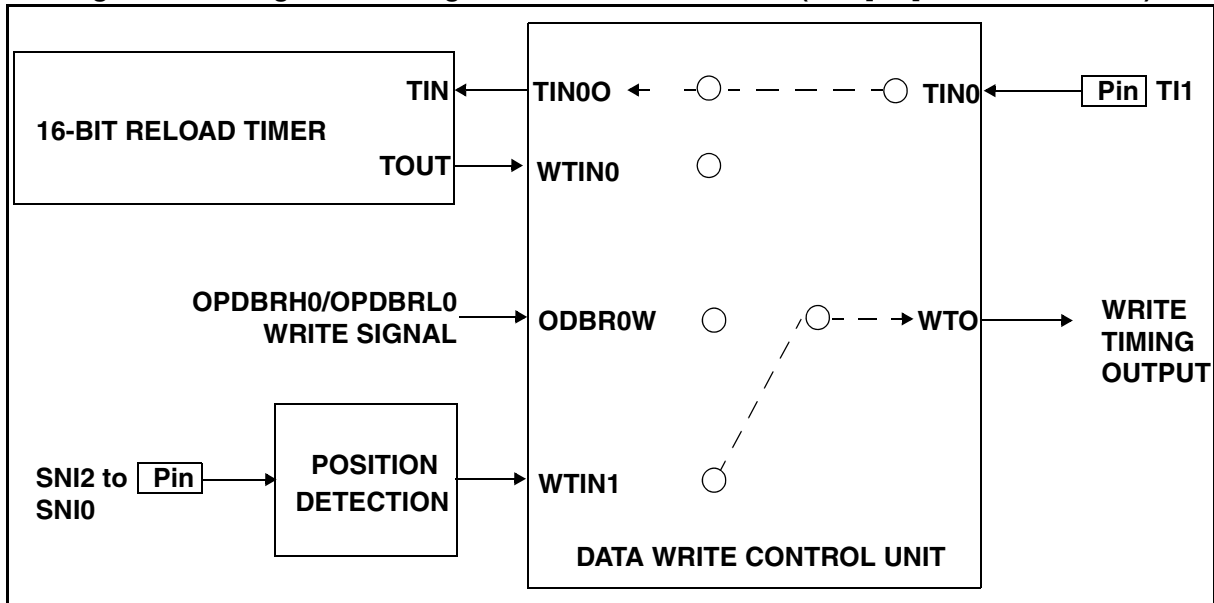 TIN
TIN0O
TIN0
Pin TI1
16-BIT RELOAD TIMER
TOUT
WTIN0
OPDBRH0/OPDBRL0
WRITE SIGNAL
ODBR0W
WTO
WRITE
TIMING
OUTPUT
SNI2 to Pin
SNI0
POSITION
DETECTION
WTIN1
DATA WRITE CONTROL UNIT